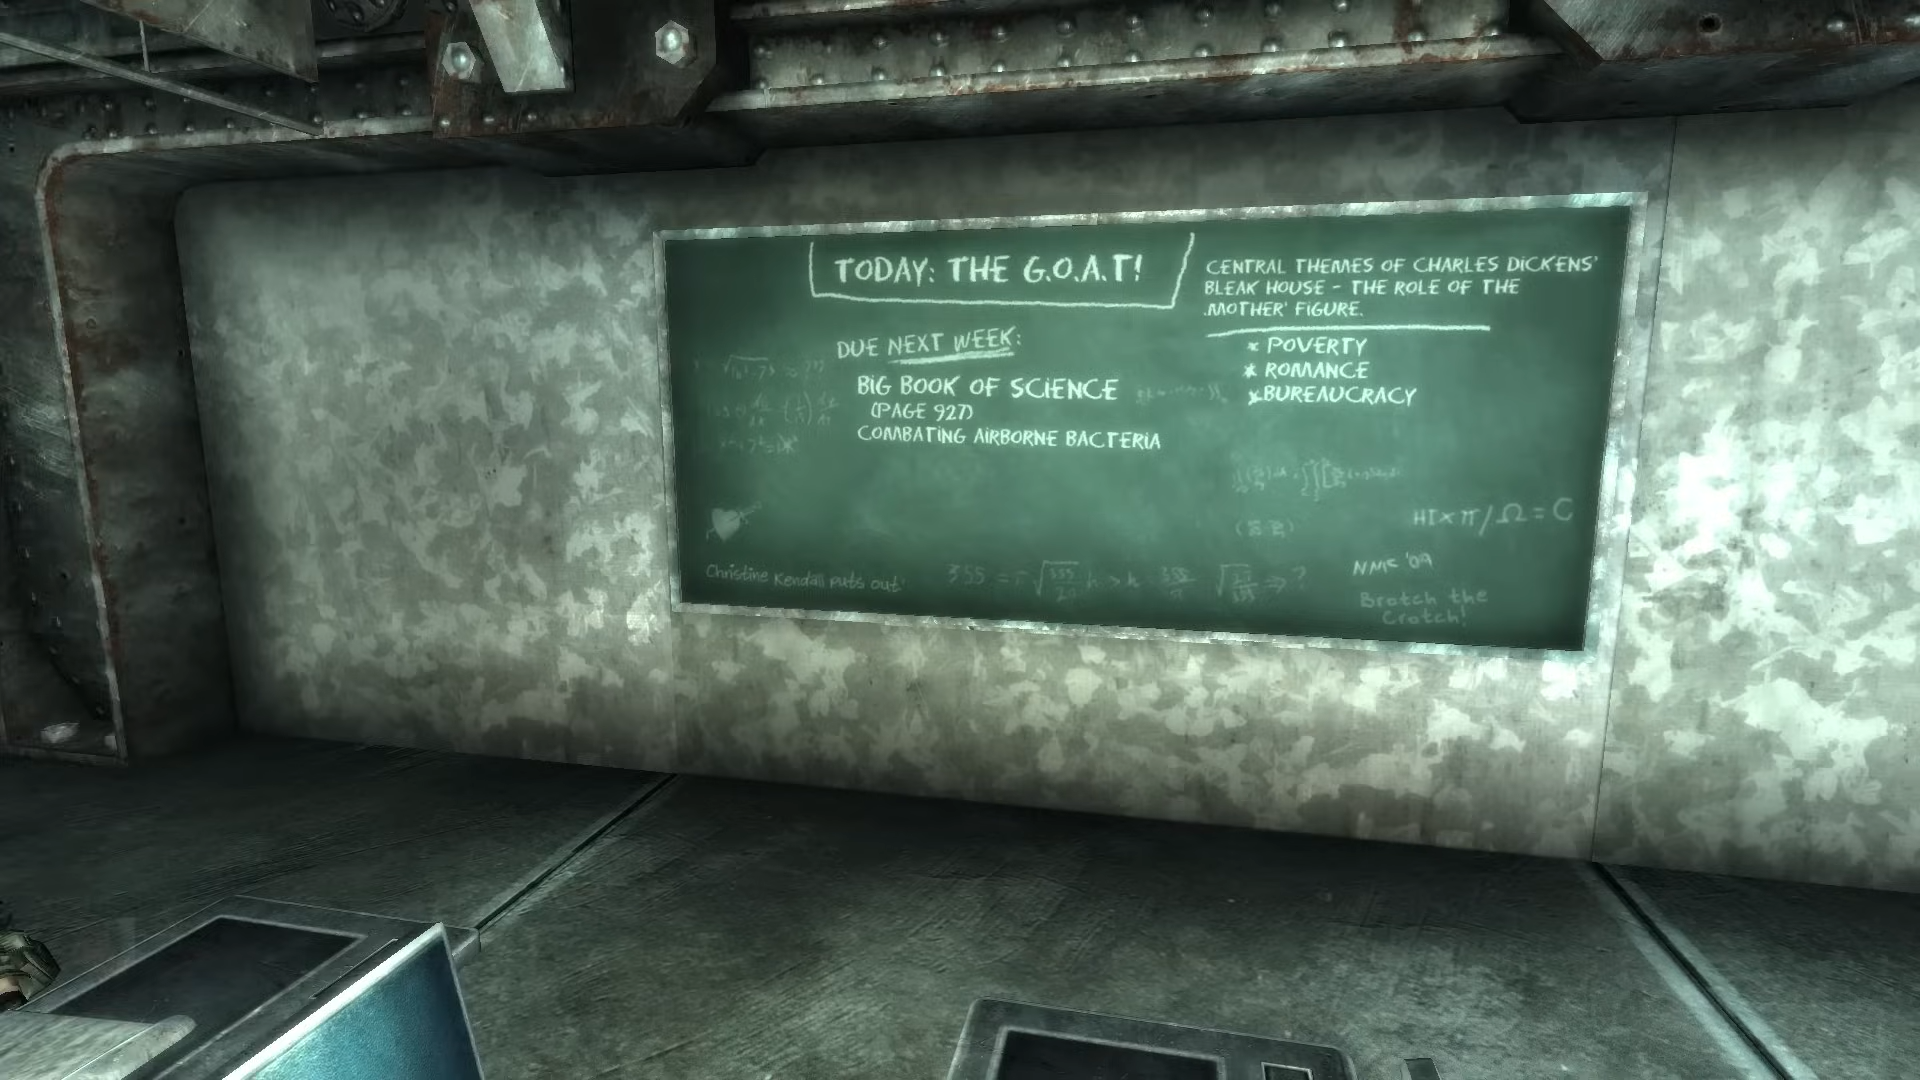 TODAY: THE G.O.A.T!
DUE NEXT WEEK:
BIG BOOK OF SCIENCE
(PAGE 927)
COMBATING AIRBORNE BACTERIA
CENTRAL THEMES OF CHARLES DICKENS'
BLEAK HOUSE - THE ROLE OF THE
.MOTHER' FIGURE.
* POVERTY
* ROMANCE
* BUREAUCRACY
Christine Kendall puts out
355
HI×π/Ω=C
NMC '09
Brotch the
Crotch!